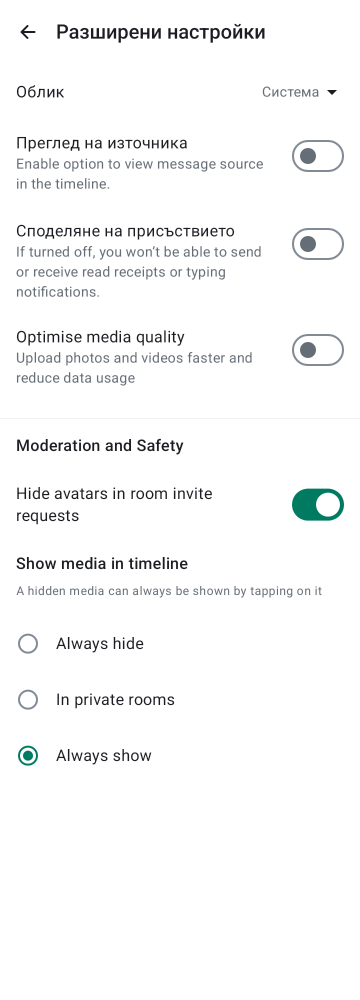 Разширени настройки
Облик
Система
Преглед на източника
Enable option to view message source
in the timeline.
Споделяне на присъствието
If turned off, you won’t be able to send
or receive read receipts or typing
notifications.
Optimise media quality
Upload photos and videos faster and
reduce data usage
Moderation and Safety
Hide avatars in room invite
requests
Show media in timeline
A hidden media can always be shown by tapping on it
Always hide
In private rooms
Always show